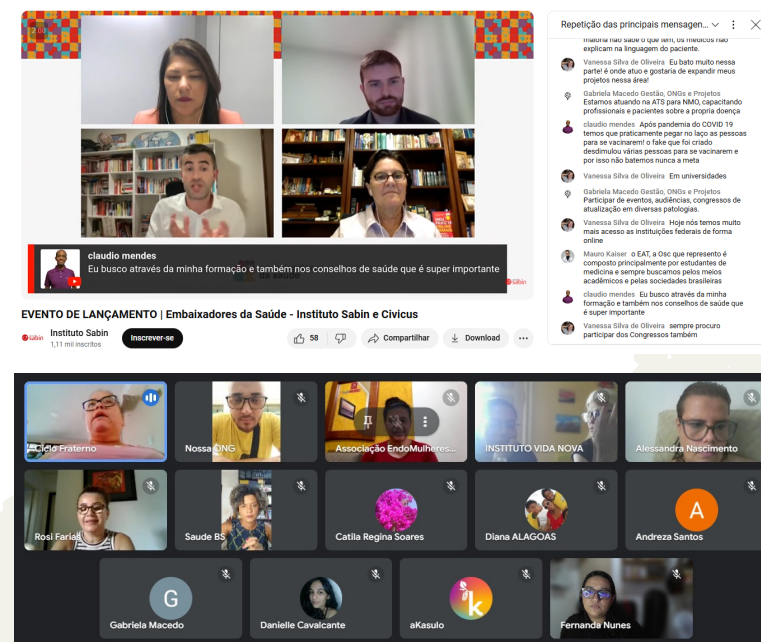 2:00
claudio mendes
Eu busco através da minha formação e também nos conselhos de saúde que é super importante
Sabin
EVENTO DE LANÇAMENTO | Embaixadores da Saúde - Instituto Sabin e Civicus
Sabin
Instituto Sabin
1,11 mil inscritos
Inscrever-se
58
Compartilhar
Download
Repetição das principais mensagen...
maioria não sabe o que tem, os médicos não
explicam na linguagem do paciente.
Vanessa Silva de Oliveira Eu bato muito nessa
parte! é onde atuo e gostaria de expandir meus
projetos nessa área!
Gabriela Macedo Gestão, ONGs e Projetos
Estamos atuando na ATS para NMO, capacitando
profissionais e pacientes sobre a propria doença
claudio mendes Após pandemia do COVID 19
temos que praticamente pegar no laço as pessoas
para se vacinarem! o fake que foi criado
desdimulou várias pessoas para se vacinarem e
por isso não batemos nunca a meta
Vanessa Silva de Oliveira Em universidades
Gabriela Macedo Gestão, ONGs e Projetos
Participar de eventos, audiências, congressos de
atualização em diversas patologias.
Vanessa Silva de Oliveira Hoje nós temos muito
mais acesso as instituições federais de forma
online
Mauro Kaiser o EAT, a Osc que represento é
composto principalmente por estudantes de
medicina e sempre buscamos pelos meios
acadêmicos e pelas sociedades brasileiras
claudio mendes Eu busco através da minha
formação e também nos conselhos de saúde que
é super importante
Vanessa Silva de Oliveira sempre procuro
participar dos Congressos também
Ciclo Fraterno
Nossa ONG
Associação EndoMulheres...
INSTITUTO VIDA NOVA
Alessandra Nascimento
Rosi Farias
Saude BS
Catila Regina Soares
Diana ALAGOAS
A
Andreza Santos
G
Gabriela Macedo
Danielle Cavalcante
k
aKasulo
Fernanda Nunes